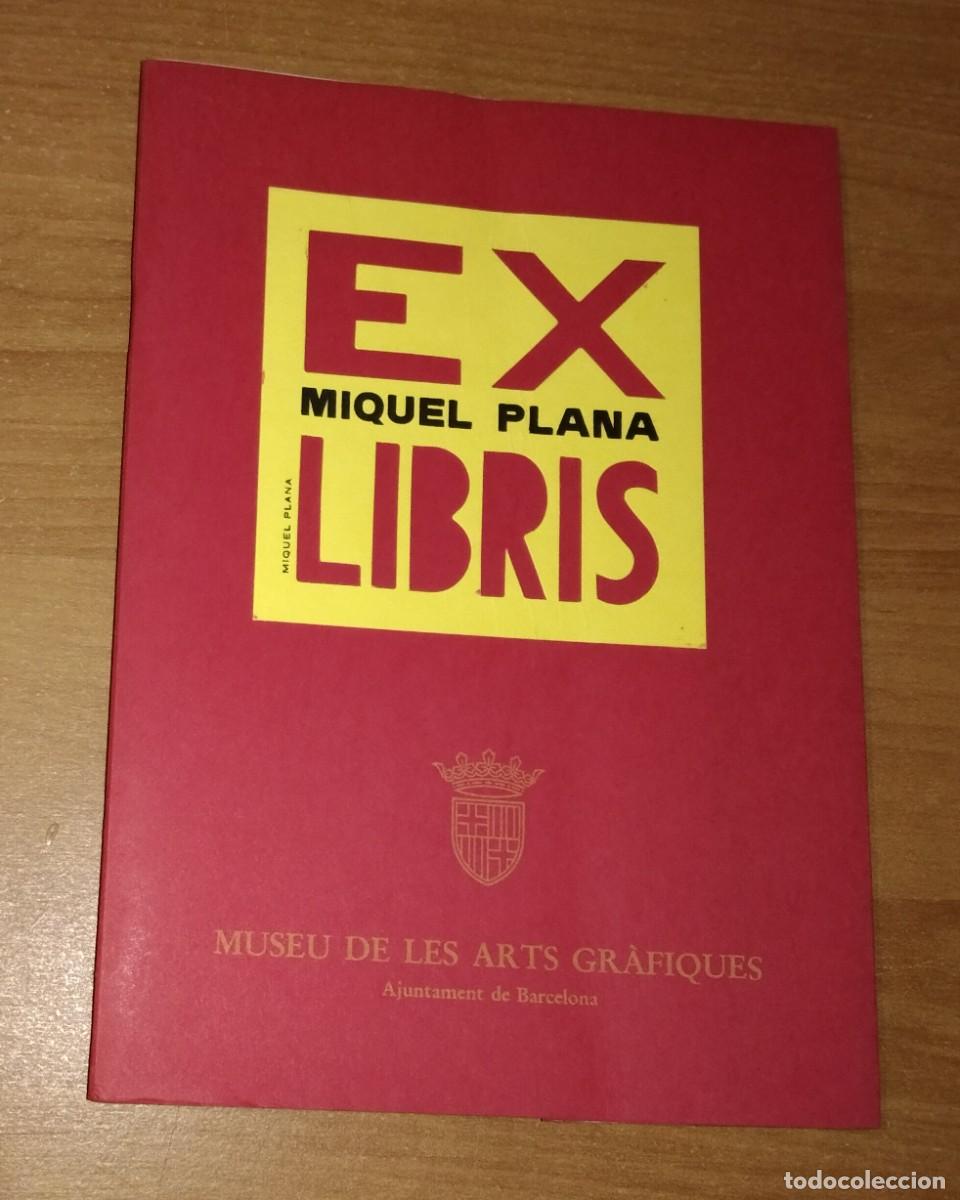 EX
MIQUEL PLANA
LIBRIS
MIQUEL PLANA
MUSEU DE LES ARTS GRÀFIQUES
Ajuntament de Barcelona
todocoleccion